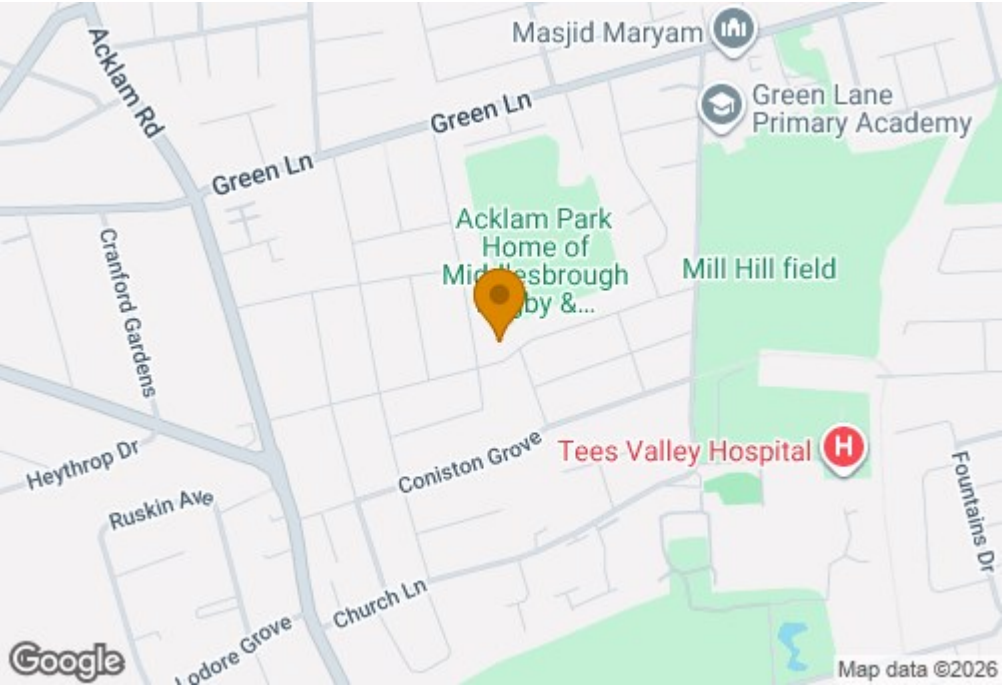 Masjid Maryam
Acklam Rd
Green Lane
Primary Academy
Green Ln
Green Ln
Acklam Park
Home of
Middlesbrough
Rugby &...
Cranford Gardens
Mill Hill field
Heythrop Dr
Coniston Grove
Tees Valley Hospital
H
Ruskin Ave
Fountains Dr
Church Ln
Lodore Grove
Google
Map data ©2026